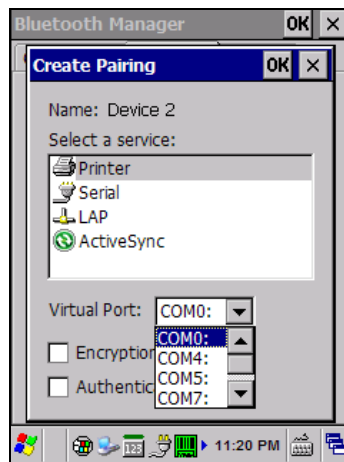 Bluetooth Manager OK
Create Pairing OK
Name: Device 2
Select a service:
Printer
Serial
LAP
ActiveSync
Virtual Port: COM0:
COM0:
Encryption COM4:
COM5:
Authentic COM7:
123 11:20 PM